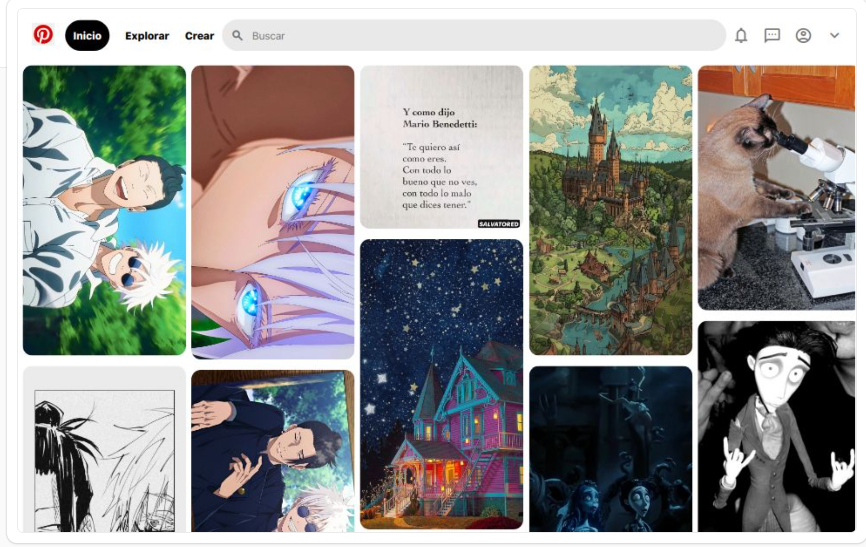 Inicio
Explorar
Crear
Buscar
Y como dijo
Mario Benedetti:
"Te quiero así
como eres.
Con todo lo
bueno que no ves,
con todo lo malo
que dices tener."
SALVATORED